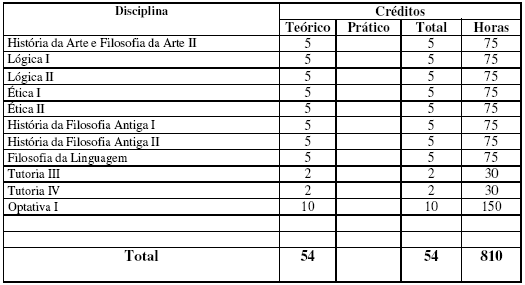 Disciplina Créditos
Teórico Prático Total Horas
História da Arte e Filosofia da Arte II 5 5 75
Lógica I 5 5 75
Lógica II 5 5 75
Ética I 5 5 75
Ética II 5 5 75
História da Filosofia Antiga I 5 5 75
História da Filosofia Antiga II 5 5 75
Filosofia da Linguagem 5 5 75
Tutoria III 2 2 30
Tutoria IV 2 2 30
Optativa I 10 10 150
Total 54 54 810